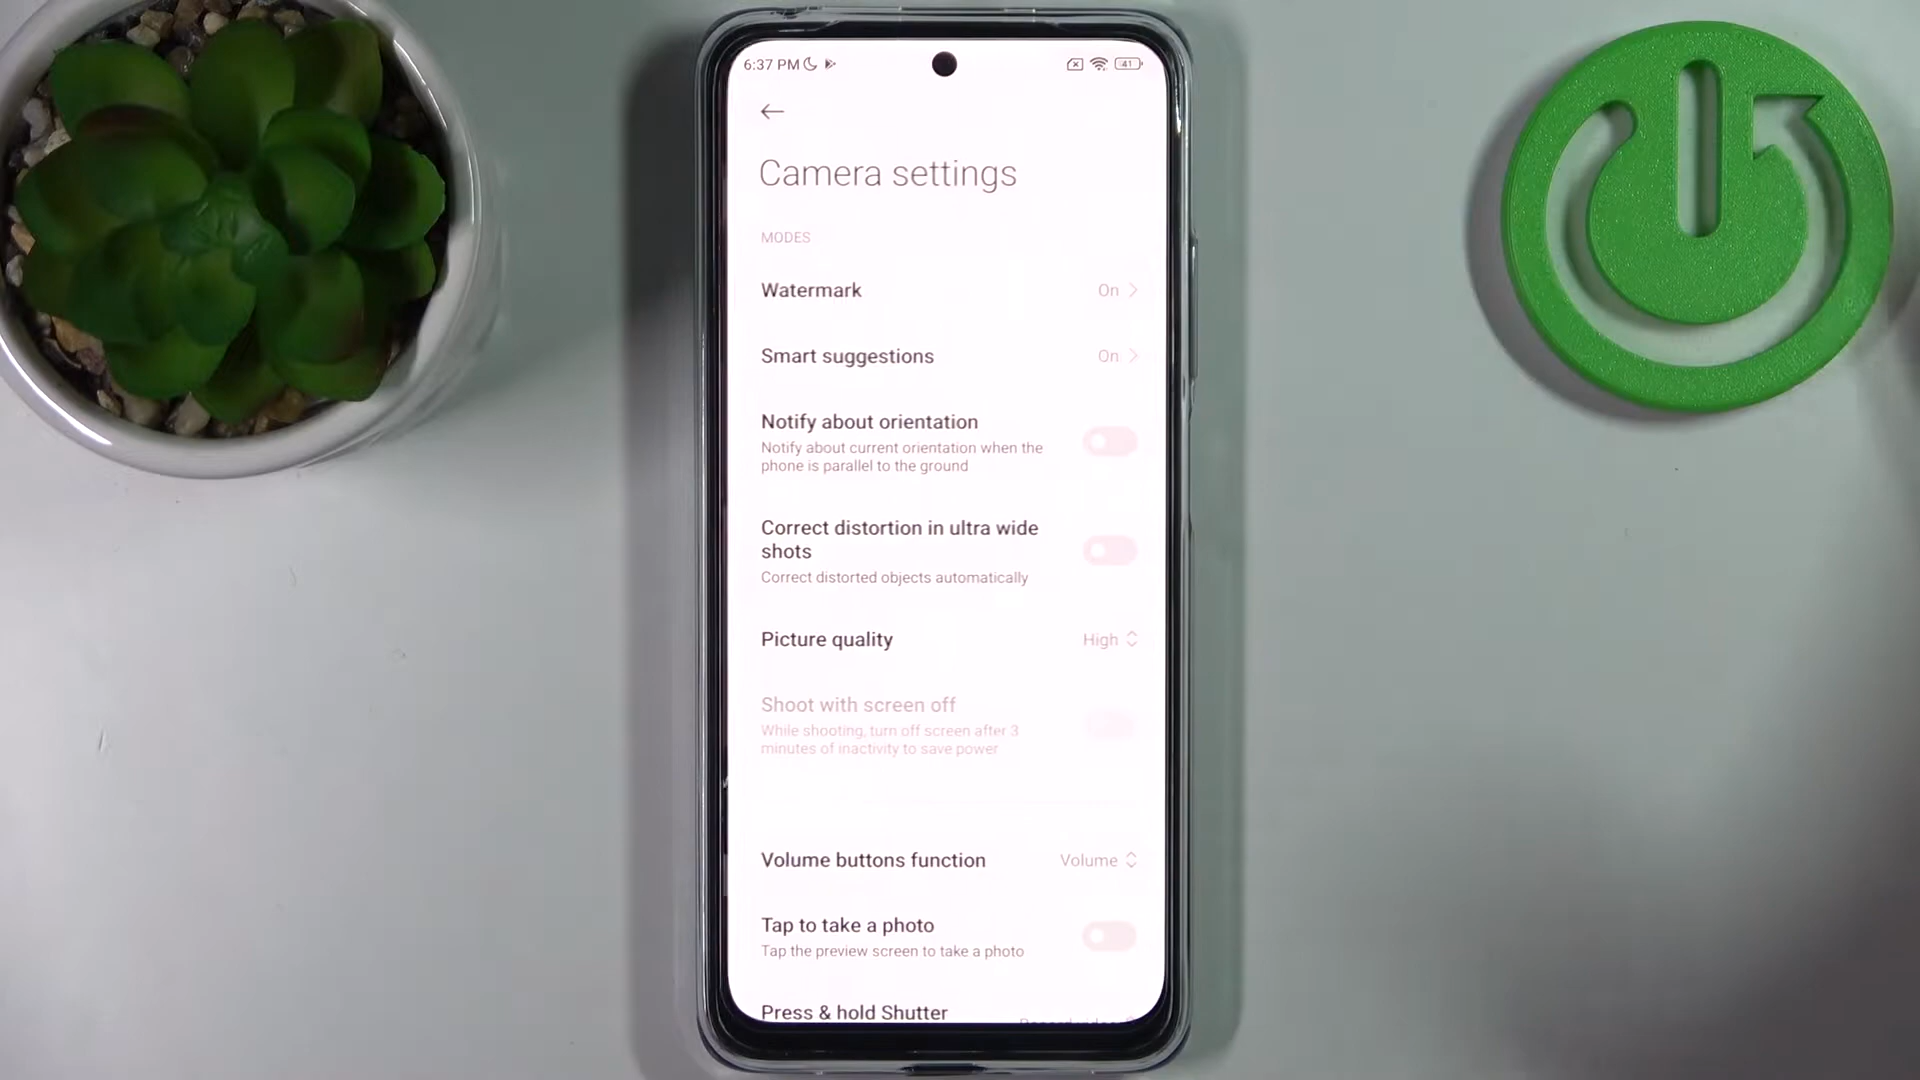 6:37 PM
41
Camera settings
MODES
Watermark On
Smart suggestions On
Notify about orientation
Notify about current orientation when the
phone is parallel to the ground
Correct distortion in ultra wide
shots
Correct distorted objects automatically
Picture quality High
Shoot with screen off
While shooting, turn off screen after 3
minutes of inactivity to save power
Volume buttons function Volume
Tap to take a photo
Tap the preview screen to take a photo
Press & hold Shutter